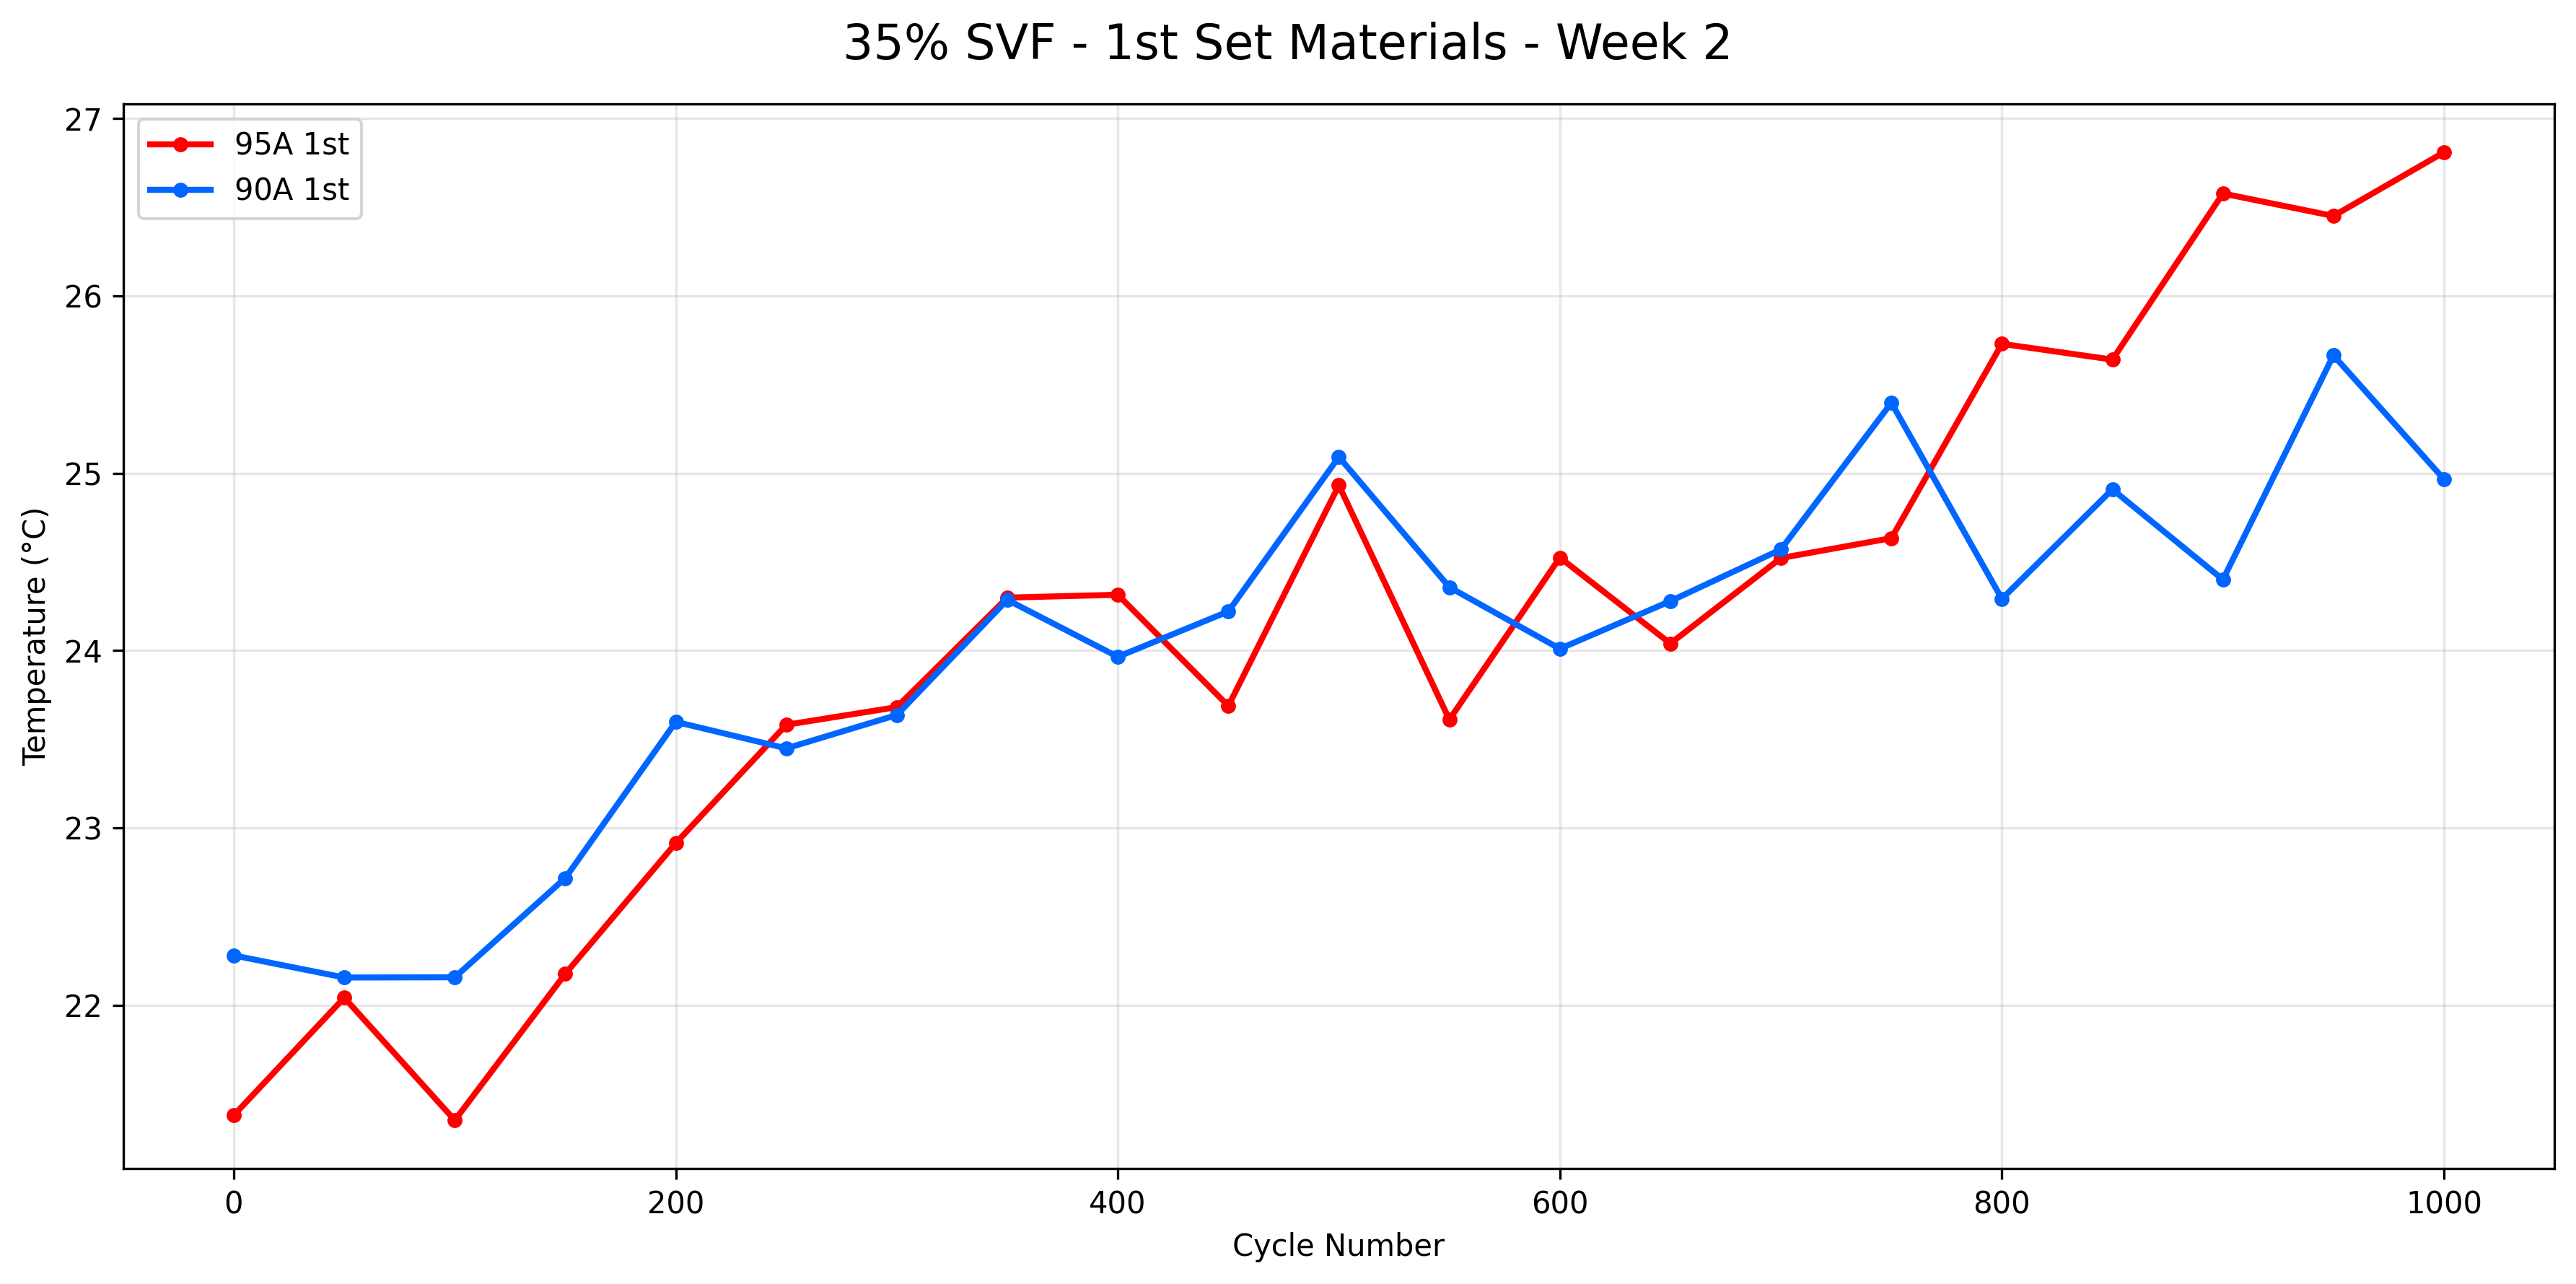 35% SVF - 1st Set Materials - Week 2
95A 1st
90A 1st
27
26
25
24
23
22
Temperature (°C)
0
200
400
600
800
1000
Cycle Number